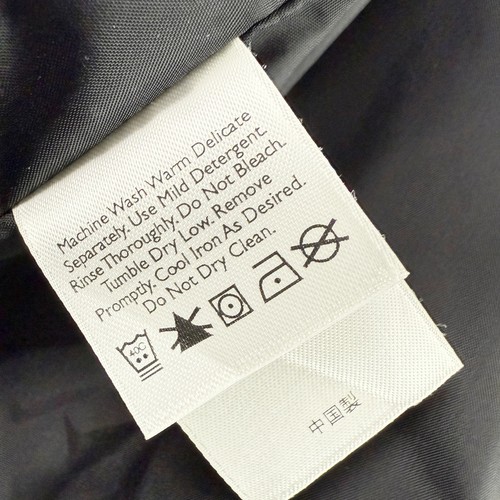 Machine Wash Warm Delicate
Separately. Use Mild Detergent.
Rinse Thoroughly. Do Not Bleach.
Tumble Dry Low. Remove
Promptly. Cool Iron As Desired.
Do Not Dry Clean.
40C
中国製